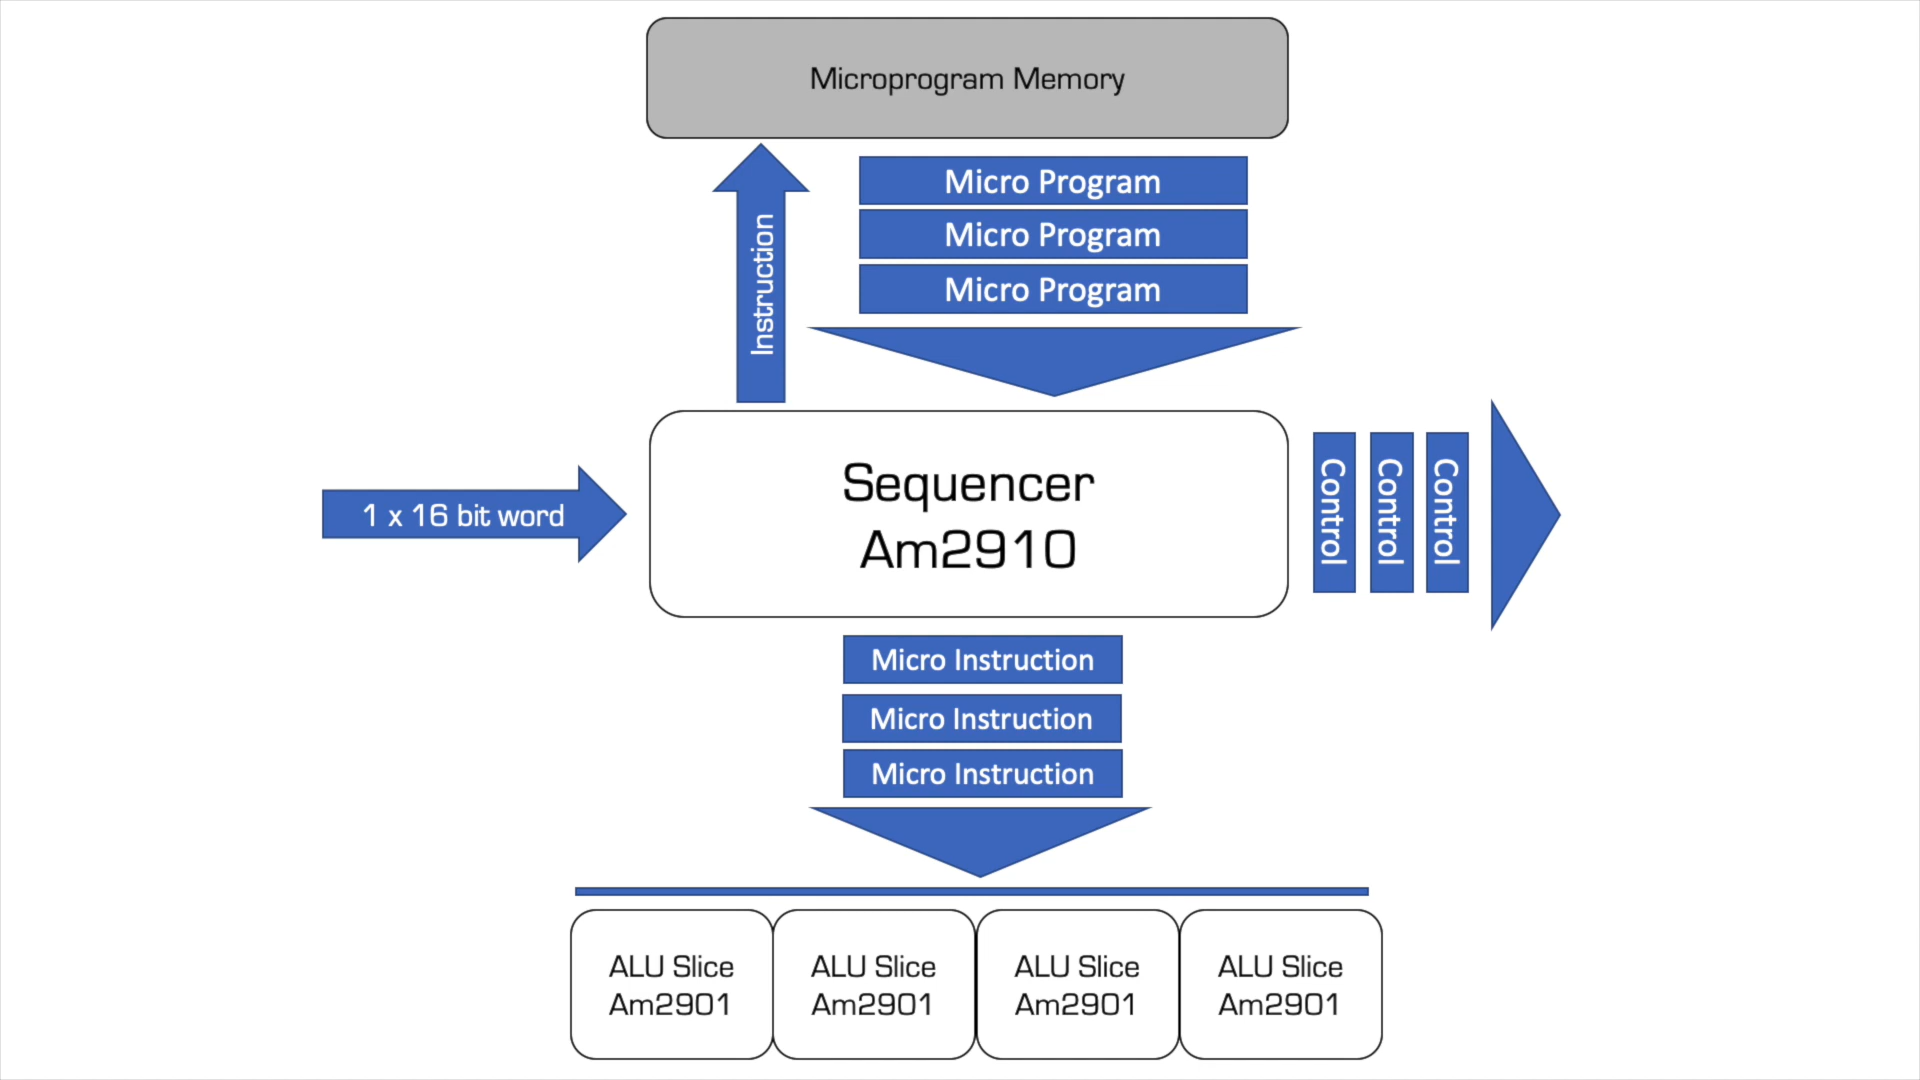 Microprogram Memory
Instruction
Micro Program
Micro Program
Micro Program
1 x 16 bit word
Sequencer
Am2910
Control
Control
Control
Micro Instruction
Micro Instruction
Micro Instruction
ALU Slice
Am2901
ALU Slice
Am2901
ALU Slice
Am2901
ALU Slice
Am2901